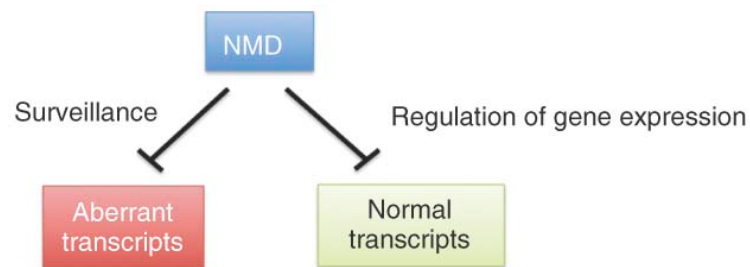 NMD
Surveillance
Regulation of gene expression
Aberrant
transcripts
Normal
transcripts